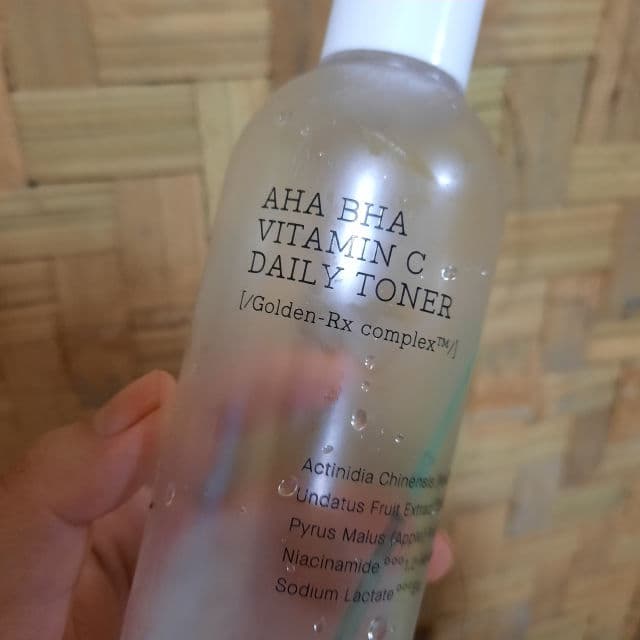 AHA BHA
VITAMIN C
DAILY TONER
[/Golden-Rx complex™/]
Actinidia Chinensis
Undatus Fruit Extract
Pyrus Malus (Apple)
Niacinamide
Sodium Lactate